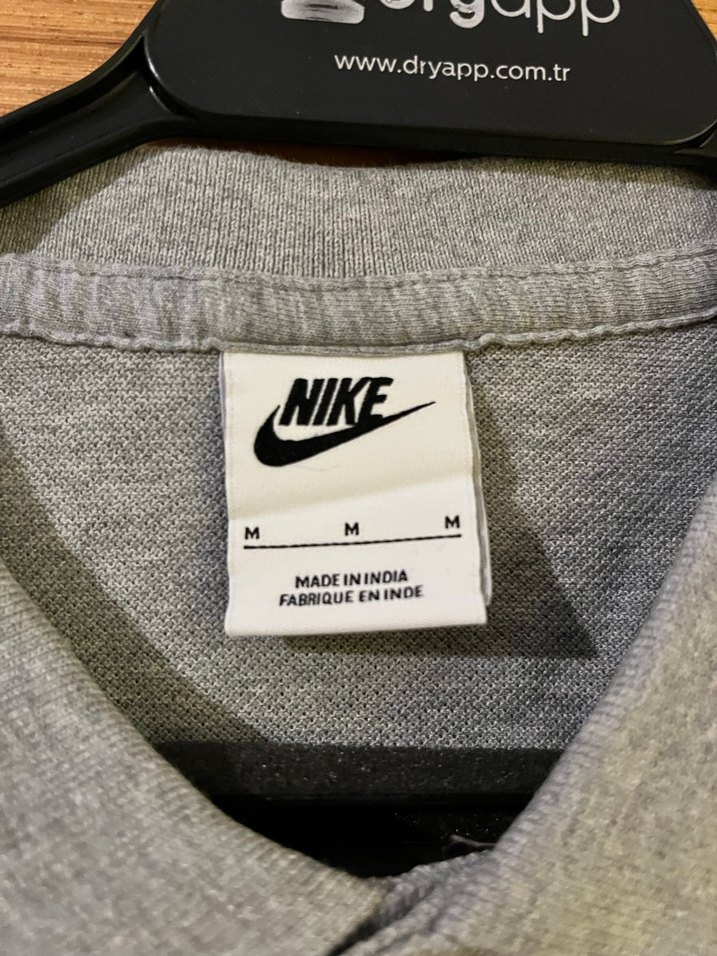 dryapp
www.dryapp.com.tr
NIKE
M M M
MADE IN INDIA
FABRIQUE EN INDE